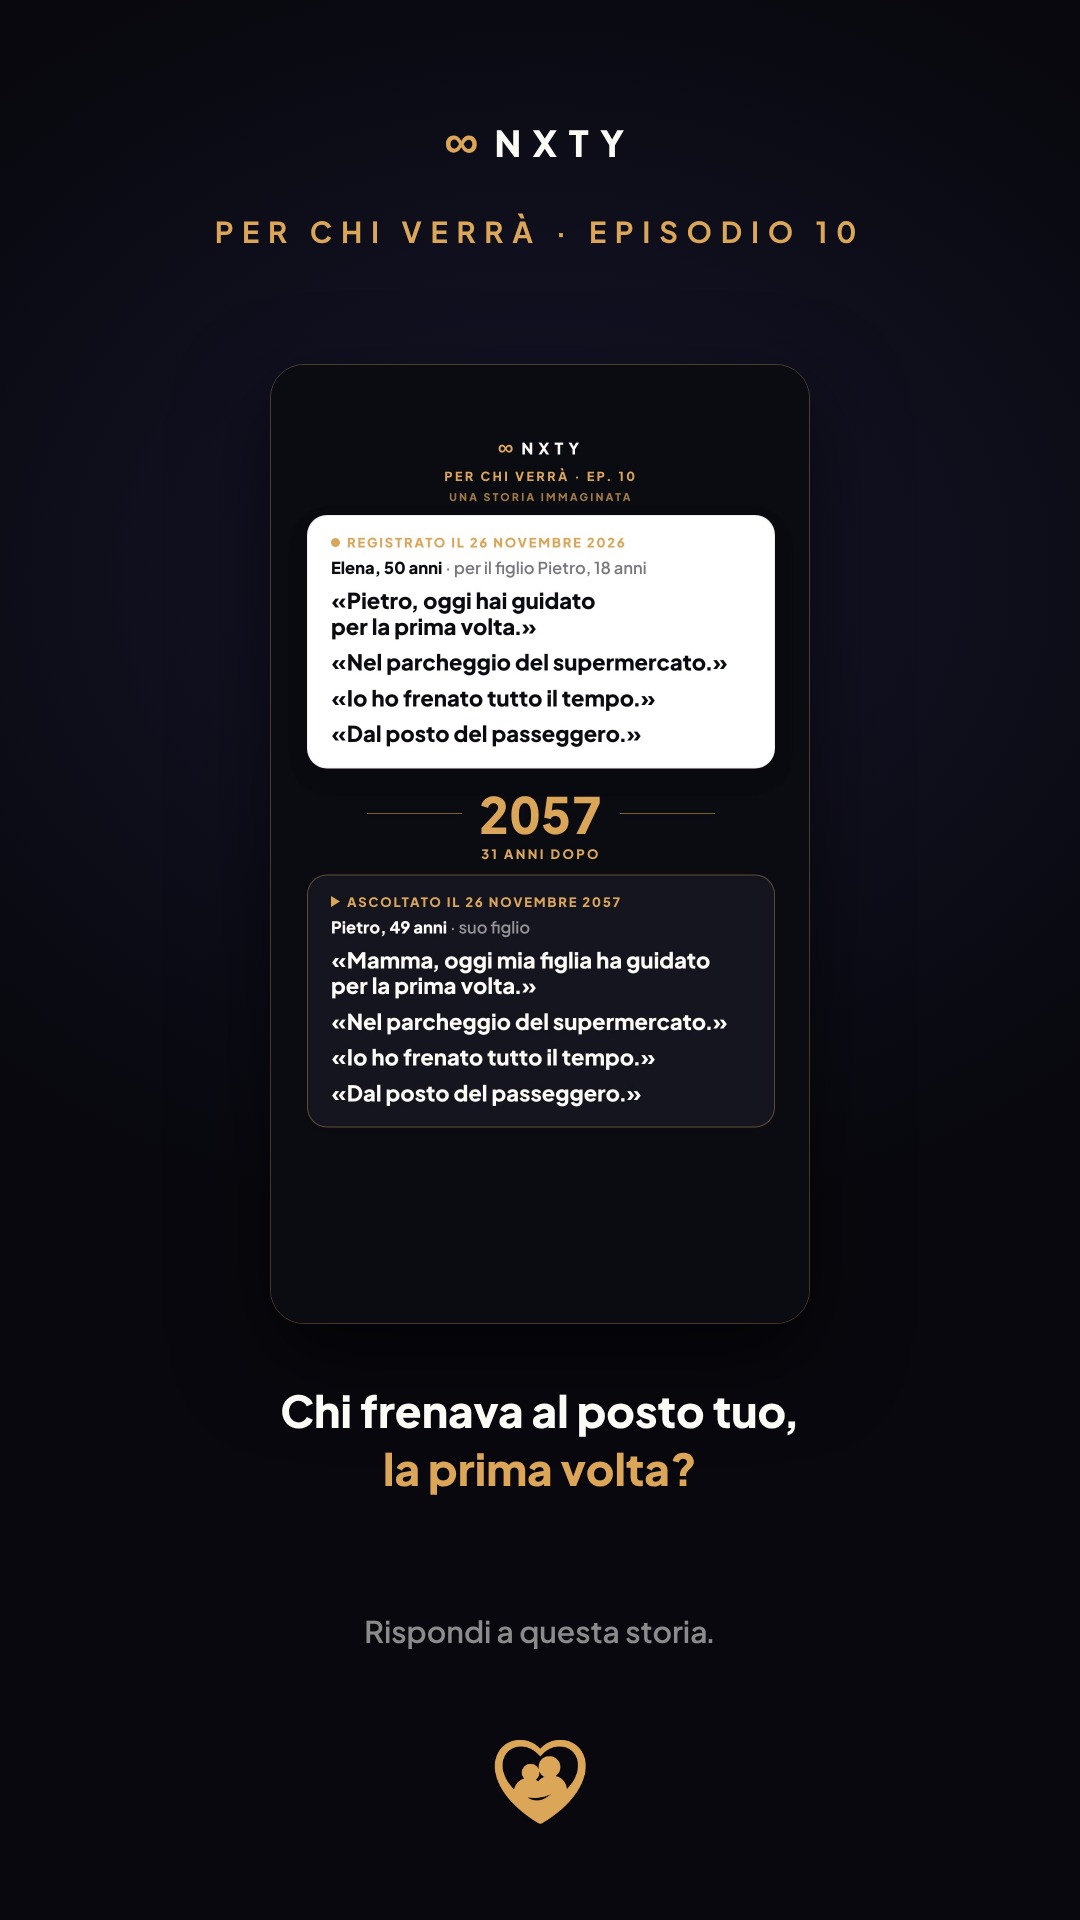 ∞ NXTY
PER CHI VERRÀ · EPISODIO 10
∞ NXTY
PER CHI VERRÀ · EP. 10
UNA STORIA IMMAGINATA
REGISTRATO IL 26 NOVEMBRE 2026
Elena, 50 anni · per il figlio Pietro, 18 anni
«Pietro, oggi hai guidato
per la prima volta.»
«Nel parcheggio del supermercato.»
«Io ho frenato tutto il tempo.»
«Dal posto del passeggero.»
2057
31 ANNI DOPO
ASCOLTATO IL 26 NOVEMBRE 2057
Pietro, 49 anni · suo figlio
«Mamma, oggi mia figlia ha guidato
per la prima volta.»
«Nel parcheggio del supermercato.»
«Io ho frenato tutto il tempo.»
«Dal posto del passeggero.»
Chi frenava al posto tuo,
la prima volta?
Rispondi a questa storia.